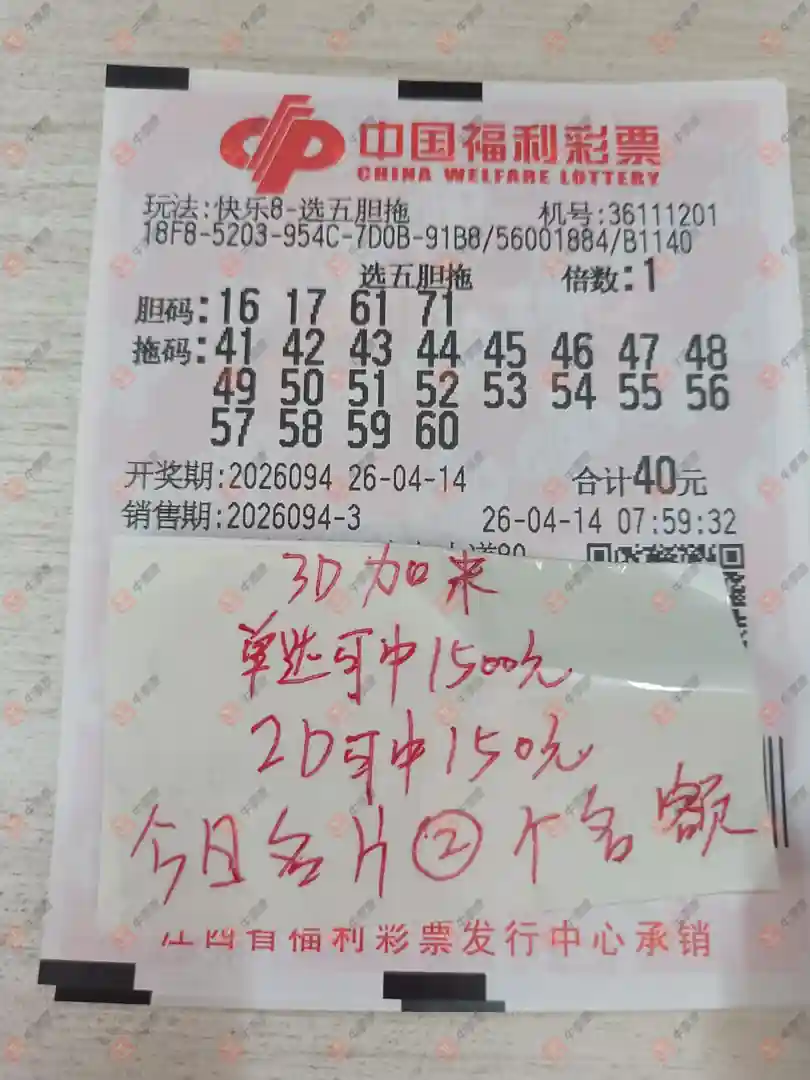 中国福利彩票
CHINA WELFARE LOTTERY
玩法:快乐8-选五胆拖 机号:36111201
18F8-5203-954C-7D0B-91B8/56001884/B1140
选五胆拖 倍数:1
胆码:16 17 61 71
拖码:41 42 43 44 45 46 47 48
49 50 51 52 53 54 55 56
57 58 59 60
开奖期:2026094 26-04-14 合计40元
销售期:2026094-3 26-04-14 07:59:32
3D加来
单选可中1500元
2D可中150元
今日名片②个名额
江西省福利彩票发行中心承销